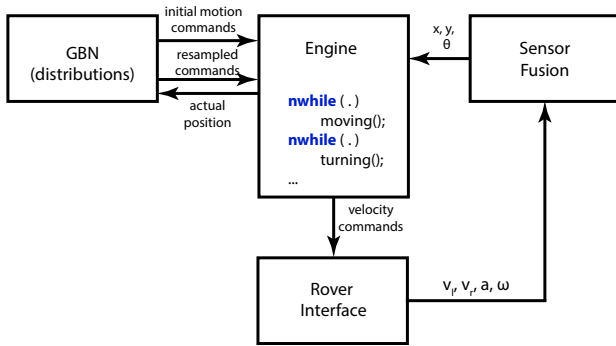 initial motion
commands
GBN
(distributions)
resampled
commands
actual
position
Engine
nwhile(.)
moving();
nwhile(.)
turning();
...
x, y,
θ
Sensor
Fusion
velocity
commands
Rover
Interface
v_l, v_r, a, ω